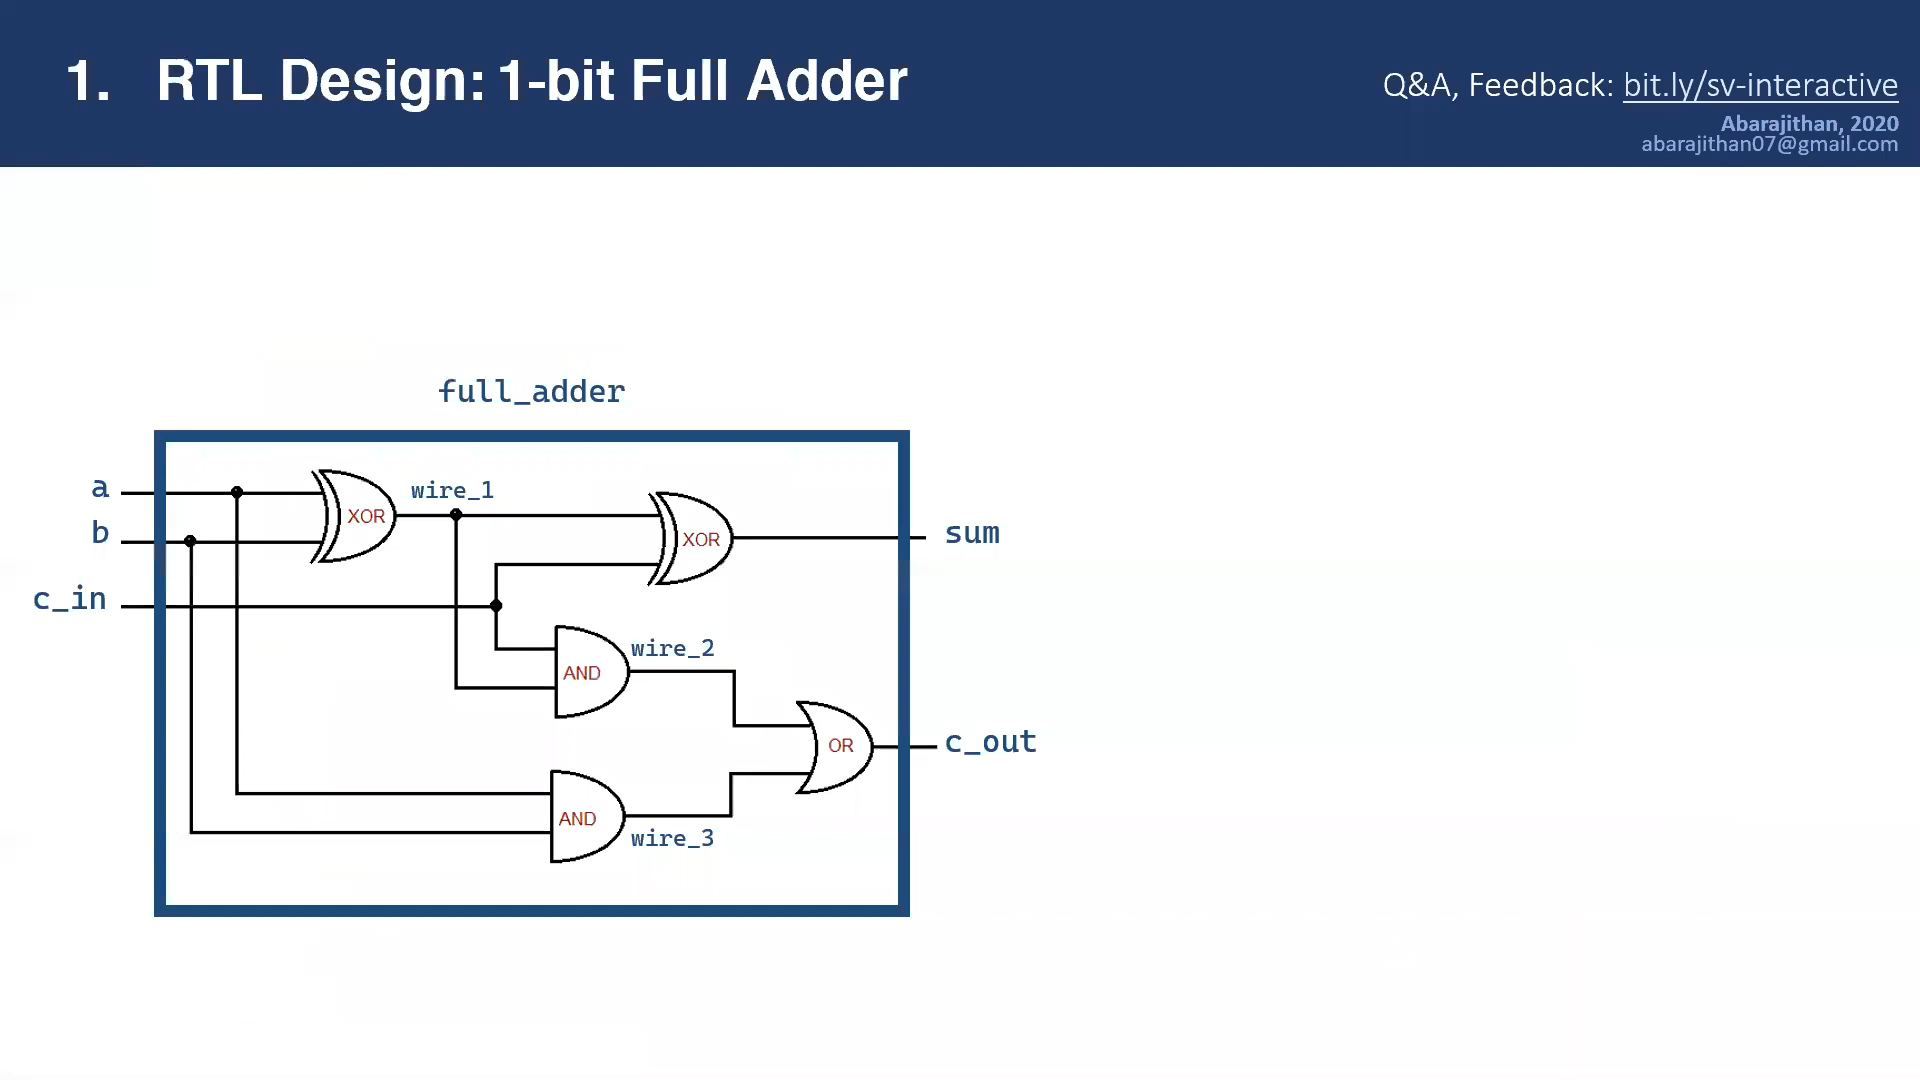 1. RTL Design: 1-bit Full Adder
Q&A, Feedback: bit.ly/sv-interactive
Abarajithan, 2020
abarajithan07@gmail.com
full_adder
a
b
c_in
XOR
wire_1
XOR
sum
AND
wire_2
OR
c_out
AND
wire_3